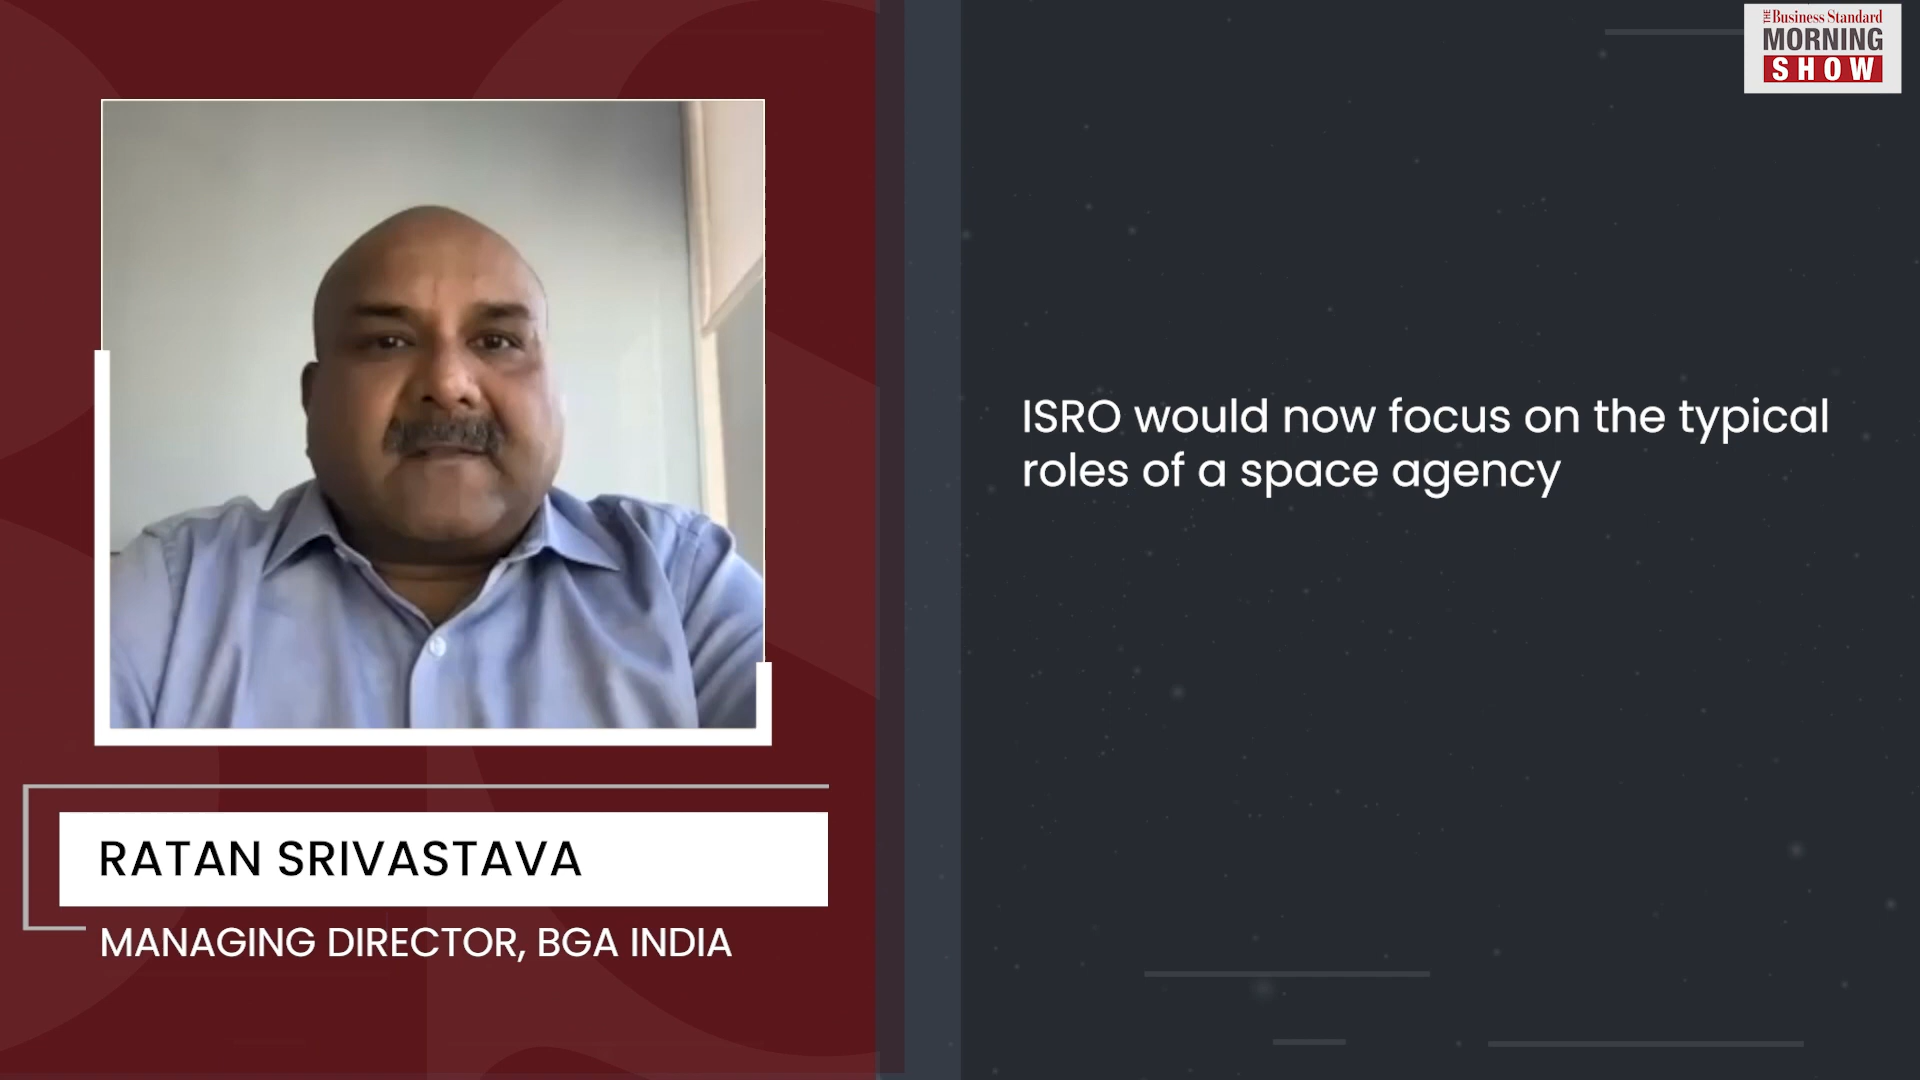 THE Business Standard
MORNING
SHOW
ISRO would now focus on the typical
roles of a space agency
RATAN SRIVASTAVA
MANAGING DIRECTOR, BGA INDIA